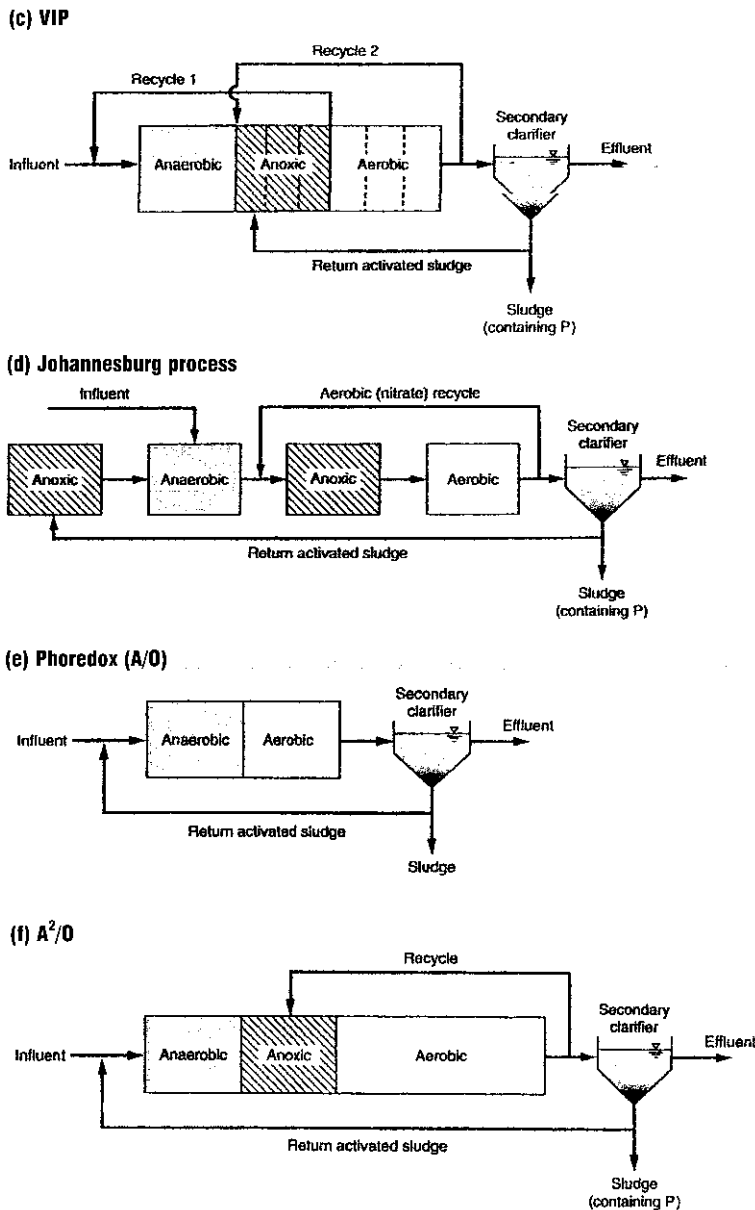 (c) VIP
Recycle 2
Recycle 1
Secondary
clarifier
Influent
Anaerobic
Anoxic
Aerobic
Effluent
Return activated sludge
Sludge
(containing P)
(d) Johannesburg process
Influent
Aerobic (nitrate) recycle
Secondary
clarifier
Effluent
Anoxic
Anaerobic
Anoxic
Aerobic
Return activated sludge
Sludge
(containing P)
(e) Phoredox (A/O)
Secondary
clarifier
Effluent
Influent
Anaerobic
Aerobic
Return activated sludge
Sludge
(f) A²/O
Recycle
Secondary
clarifier
Effluent
Influent
Anaerobic
Anoxic
Aerobic
Return activated sludge
Sludge
(containing P)